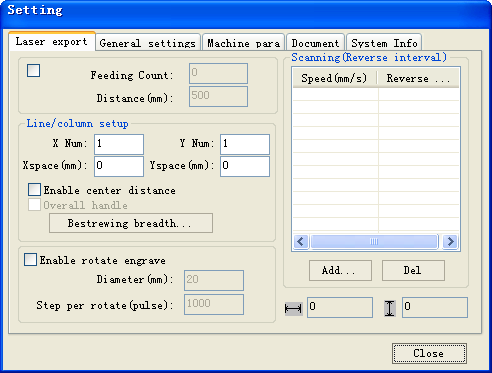 Setting
Laser export General settings Machine para Document System Info
Feeding Count: 0
Distance(mm): 500
Line/column setup
X Num: 1 Y Num: 1
Xspace(mm): 0 Yspace(mm): 0
Enable center distance
Overall handle
Bestrewing breadth...
Enable rotate engrave
Diameter(mm): 20
Step per rotate(pulse): 1000
Scanning(Reverse interval)
Speed(mm/s) Reverse ...
Add... Del
0 0
Close